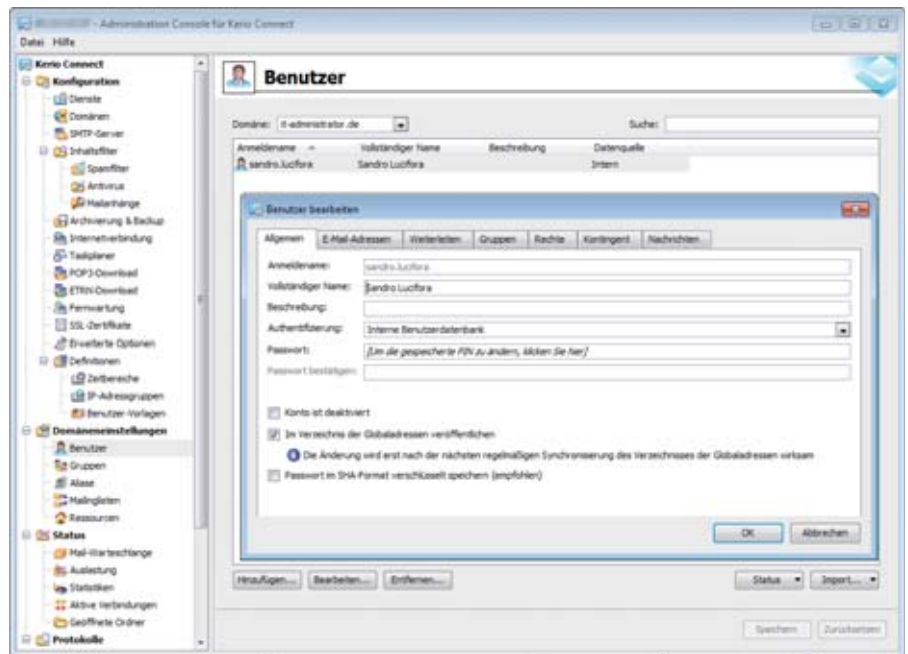 - Administration Console für Kerio Connect
Datei Hilfe
Kerio Connect
Konfiguration
Dienste
Domänen
SMTP-Server
Inhaltsfilter
Spamfilter
Antivirus
Mailanhänge
Archivierung & Backup
Internetverbindung
Taskplaner
POP3-Download
ETRN-Download
Fernwartung
SSL-Zertifikate
Erweiterte Optionen
Definitionen
Zeitbereiche
IP-Adressgruppen
Benutzer-Vorlagen
Domäneneinstellungen
Benutzer
Gruppen
Aliase
Mailinglisten
Ressourcen
Status
Mail-Warteschlange
Auslastung
Statistiken
Aktive Verbindungen
Geöffnete Ordner
Protokolle
Benutzer
Domäne: it-administrator.de Suche:
Anmeldename Vollständiger Name Beschreibung Datenquelle
sandro.lucifora Sandro Lucifora Intern
Benutzer bearbeiten
Allgemein E-Mail-Adressen Weiterleiten Gruppen Rechte Kontingent Nachrichten
Anmeldename: sandro.lucifora
Vollständiger Name: Sandro Lucifora
Beschreibung:
Authentifizierung: Interne Benutzerdatenbank
Passwort: [Um die gespeicherte PIN zu ändern, klicken Sie hier]
Passwort bestätigen:
Konto ist deaktiviert
Im Verzeichnis der Globaladressen veröffentlichen
Die Änderung wird erst nach der nächsten regelmäßigen Synchronisierung des Verzeichnisses der Globaladressen wirksam
Passwort im SHA-Format verschlüsselt speichern (empfohlen)
OK Abbrechen
Hinzufügen... Bearbeiten... Entfernen... Status Import...
Speichern Zurücksetzen